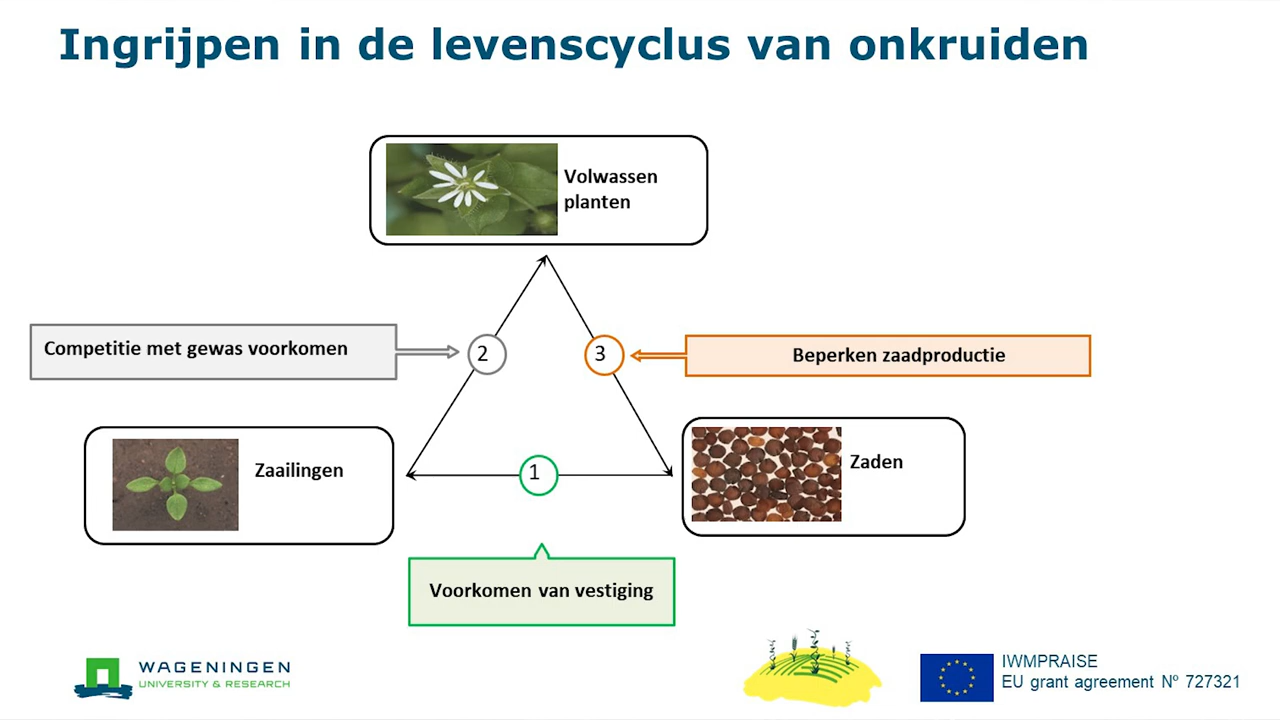 Ingrijpen in de levenscyclus van onkruiden
Volwassen
planten
Competitie met gewas voorkomen
2
3
Beperken zaadproductie
Zaailingen
1
Zaden
Voorkomen van vestiging
WAGENINGEN
UNIVERSITY & RESEARCH
IWMPRAISE
EU grant agreement Nº 727321